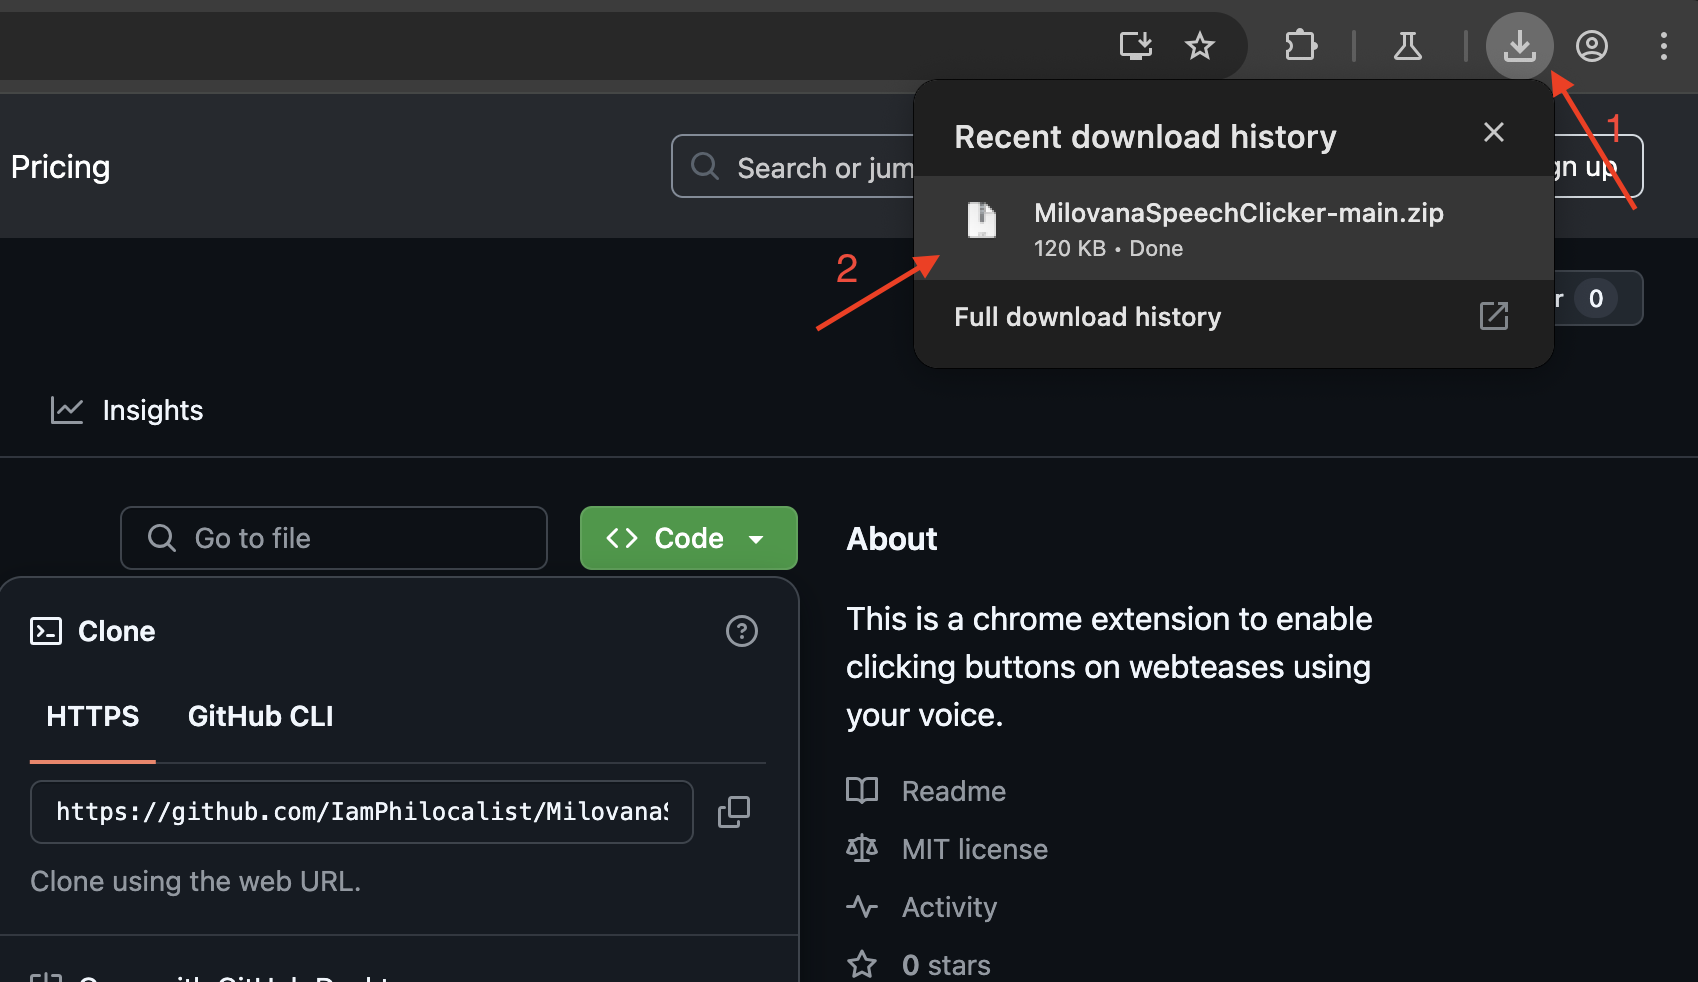 1
Pricing
Search or jum
Recent download history
MilovanaSpeechClicker-main.zip
120 KB • Done
2
Full download history
gn up
r 0
Insights
Go to file
<> Code
About
This is a chrome extension to enable
clicking buttons on webteases using
your voice.
Clone
HTTPS GitHub CLI
https://github.com/IamPhilocalist/Milovana
Clone using the web URL.
Readme
MIT license
Activity
0 stars